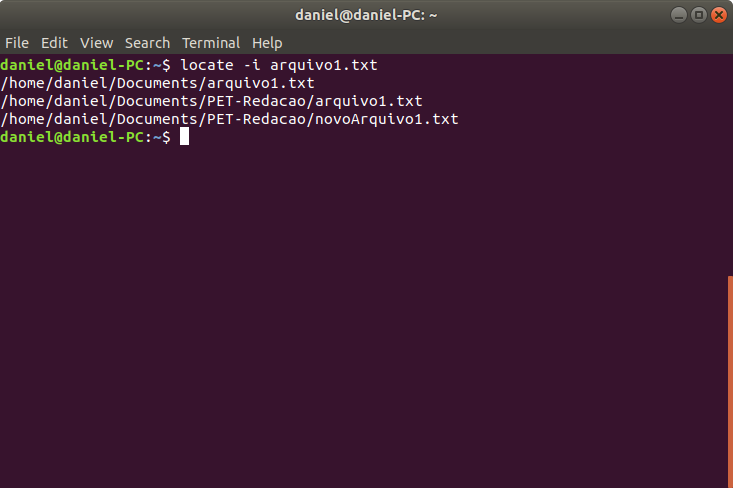 daniel@daniel-PC: ~
File Edit View Search Terminal Help
daniel@daniel-PC:~$ locate -i arquivo1.txt
/home/daniel/Documents/arquivo1.txt
/home/daniel/Documents/PET-Redacao/arquivo1.txt
/home/daniel/Documents/PET-Redacao/novoArquivo1.txt
daniel@daniel-PC:~$